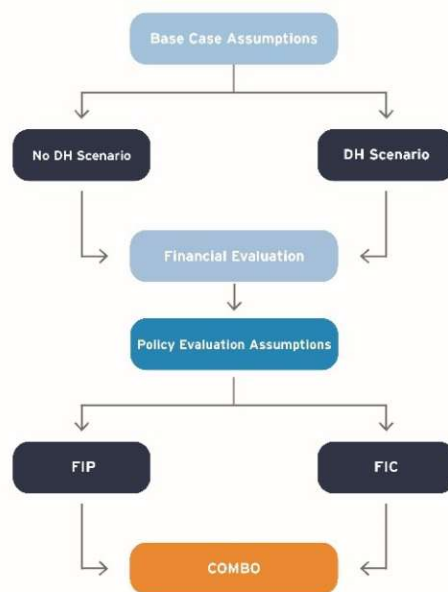 Base Case Assumptions
No DH Scenario
DH Scenario
Financial Evaluation
Policy Evaluation Assumptions
FIP
FIC
COMBO